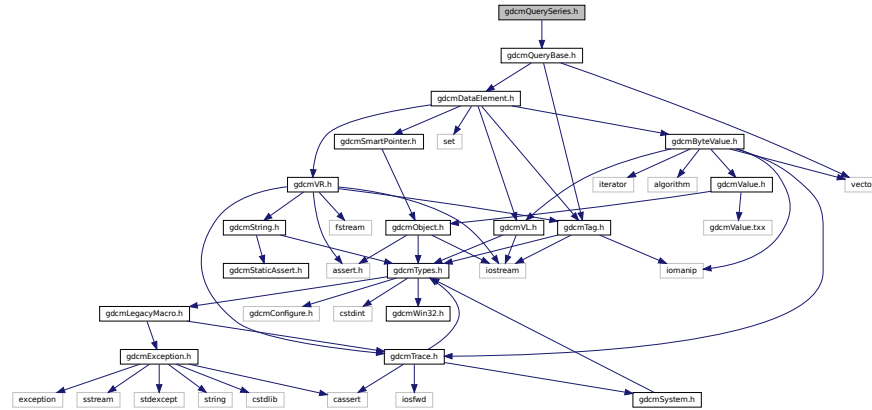 gdcmQuerySeries.h
gdcmQueryBase.h
gdcmDataElement.h
gdcmSmartPointer.h
set
gdcmByteValue.h
gdcmVR.h
iterator
algorithm
gdcmValue.h
vector
gdcmString.h
fstream
gdcmObject.h
gdcmVL.h
gdcmTag.h
gdcmValue.txx
gdcmStaticAssert.h
assert.h
gdcmTypes.h
iostream
iomanip
gdcmLegacyMacro.h
gdcmConfigure.h
cstdint
gdcmWin32.h
gdcmException.h
gdcmTrace.h
exception
sstream
stdexcept
string
cstdlib
cassert
iosfwd
gdcmSystem.h